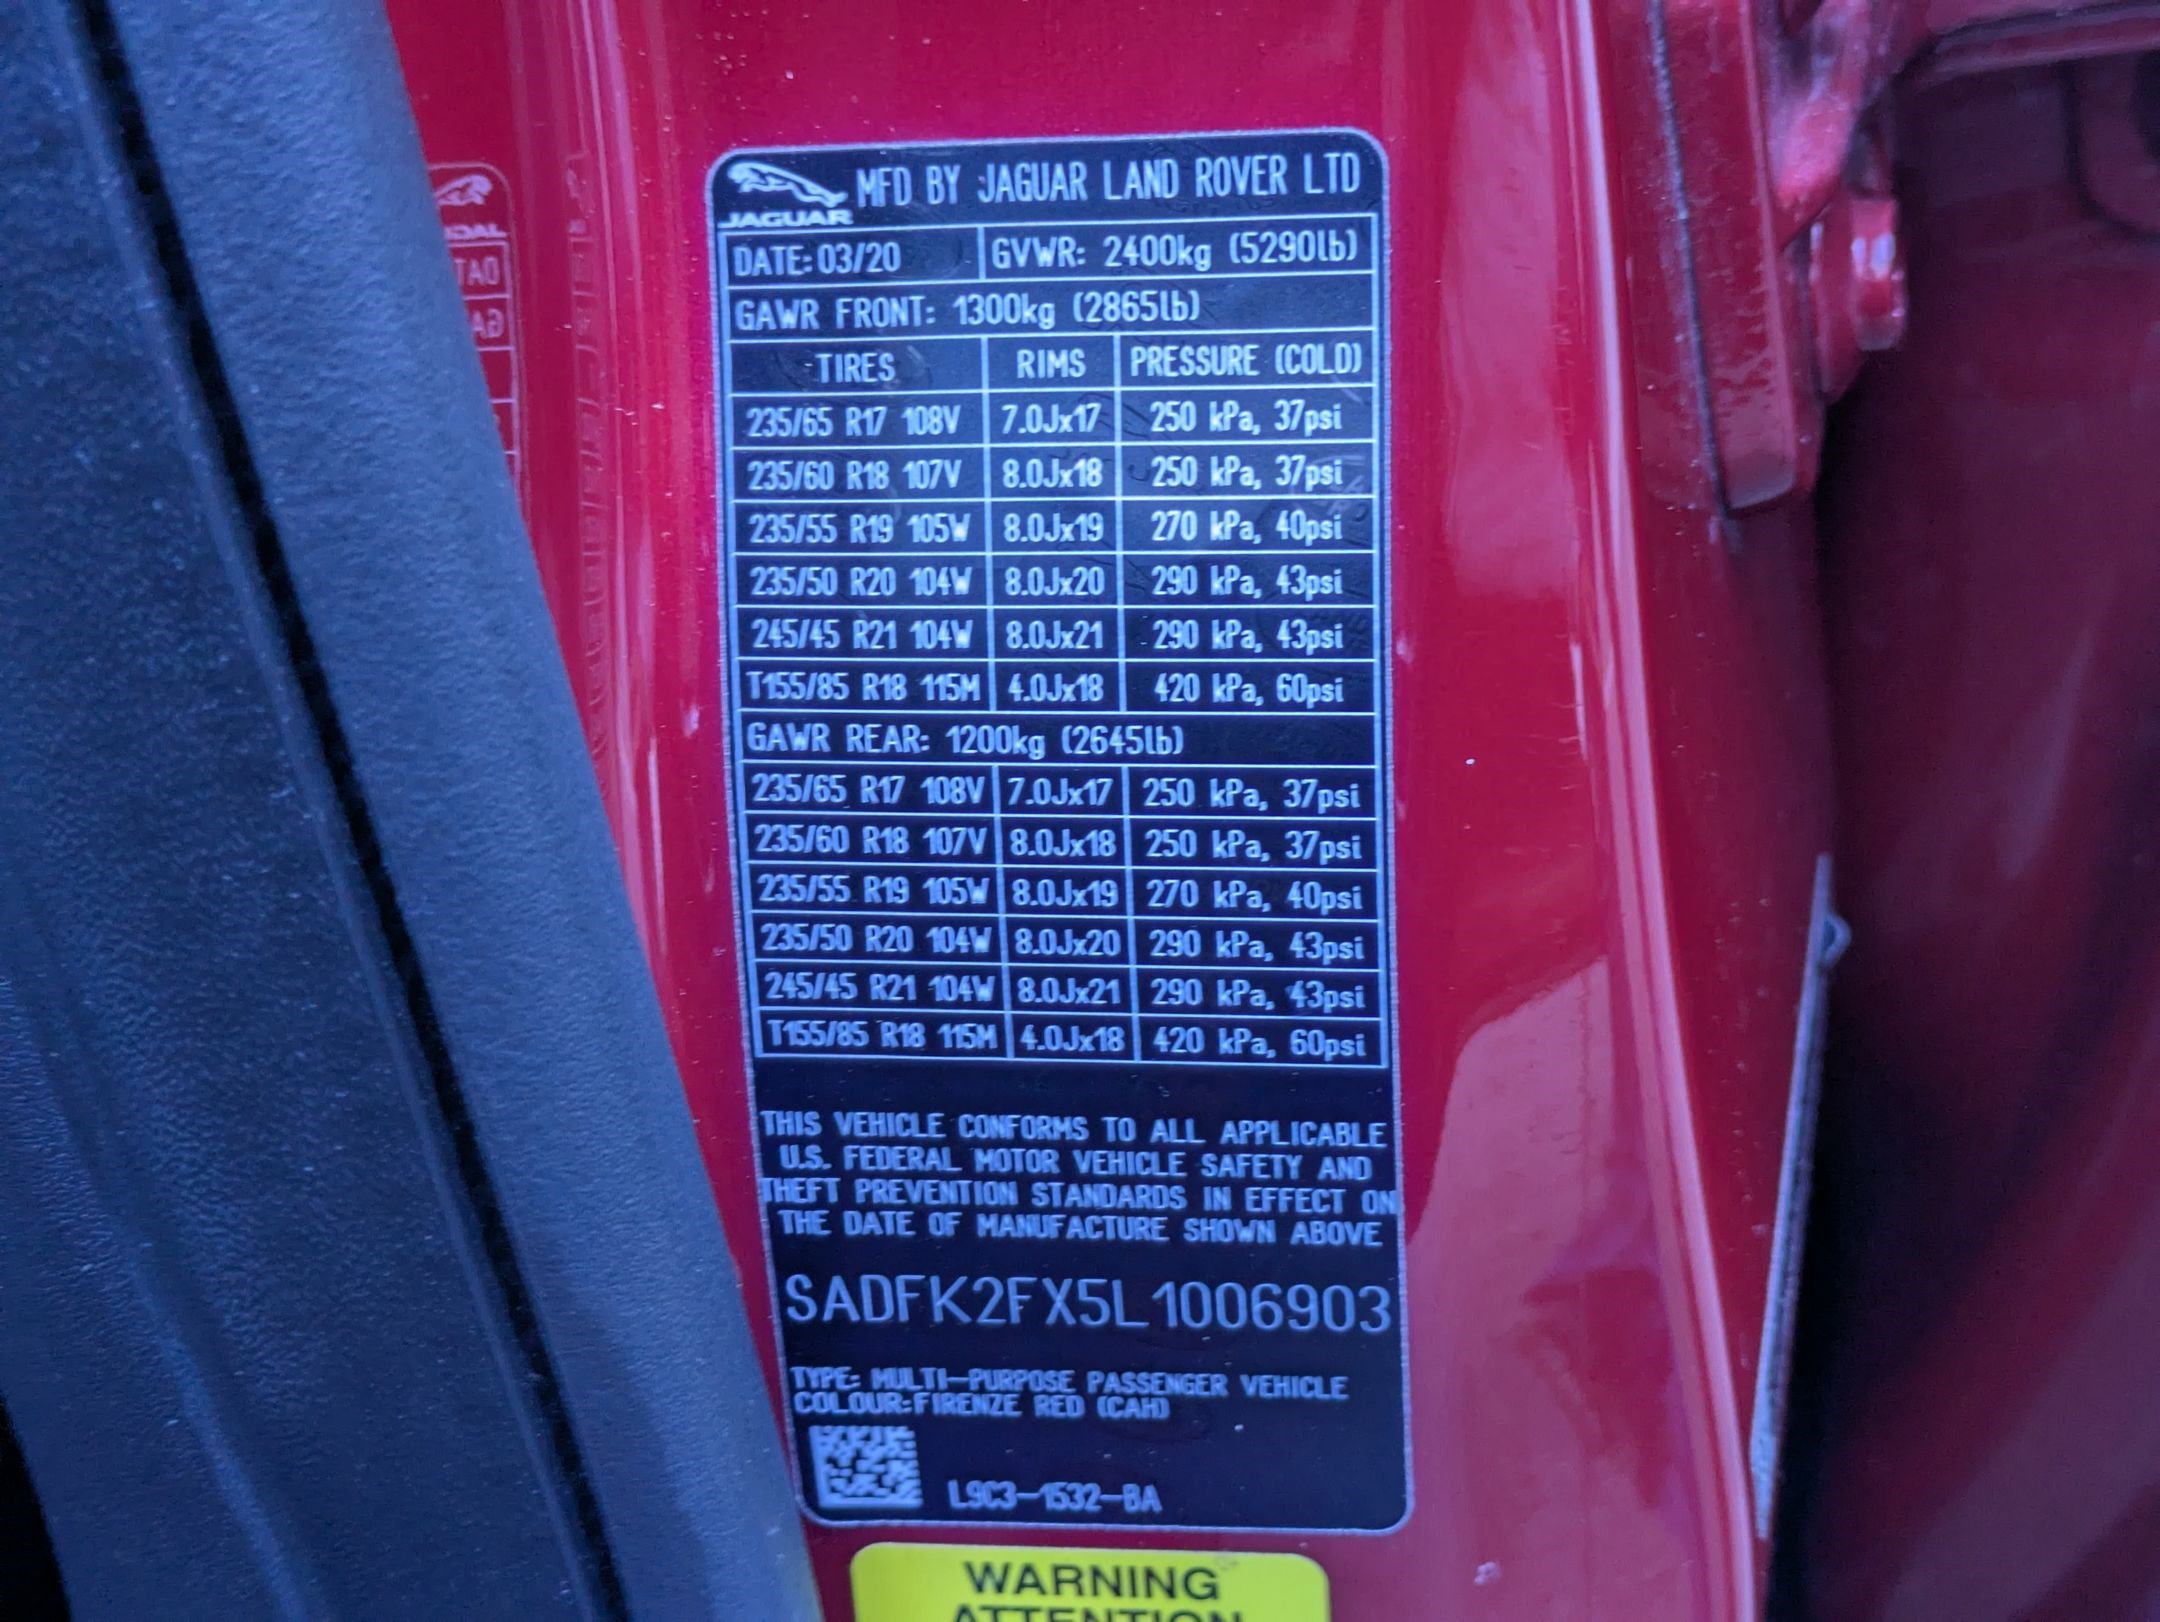 JAGUAR MFD BY JAGUAR LAND ROVER LTD
DATE: 03/20 GVWR: 2400kg (5290lb)
GAWR FRONT: 1300kg (2865lb)
TIRES RIMS PRESSURE (COLD)
235/65 R17 108V 7.0Jx17 250 kPa, 37psi
235/60 R18 107V 8.0Jx18 250 kPa, 37psi
235/55 R19 105W 8.0Jx19 270 kPa, 40psi
235/50 R20 104W 8.0Jx20 290 kPa, 43psi
245/45 R21 104W 8.0Jx21 290 kPa, 43psi
T155/85 R18 115M 4.0Jx18 420 kPa, 60psi
GAWR REAR: 1200kg (2645lb)
235/65 R17 108V 7.0Jx17 250 kPa, 37psi
235/60 R18 107V 8.0Jx18 250 kPa, 37psi
235/55 R19 105W 8.0Jx19 270 kPa, 40psi
235/50 R20 104W 8.0Jx20 290 kPa, 43psi
245/45 R21 104W 8.0Jx21 290 kPa, 43psi
T155/85 R18 115M 4.0Jx18 420 kPa, 60psi
THIS VEHICLE CONFORMS TO ALL APPLICABLE
U.S. FEDERAL MOTOR VEHICLE SAFETY AND
THEFT PREVENTION STANDARDS IN EFFECT ON
THE DATE OF MANUFACTURE SHOWN ABOVE
SADFK2FX5L1006903
TYPE: MULTI-PURPOSE PASSENGER VEHICLE
COLOUR:FIRENZE RED (CAH)
L9C3-1532-BA
WARNING
ATTENTION